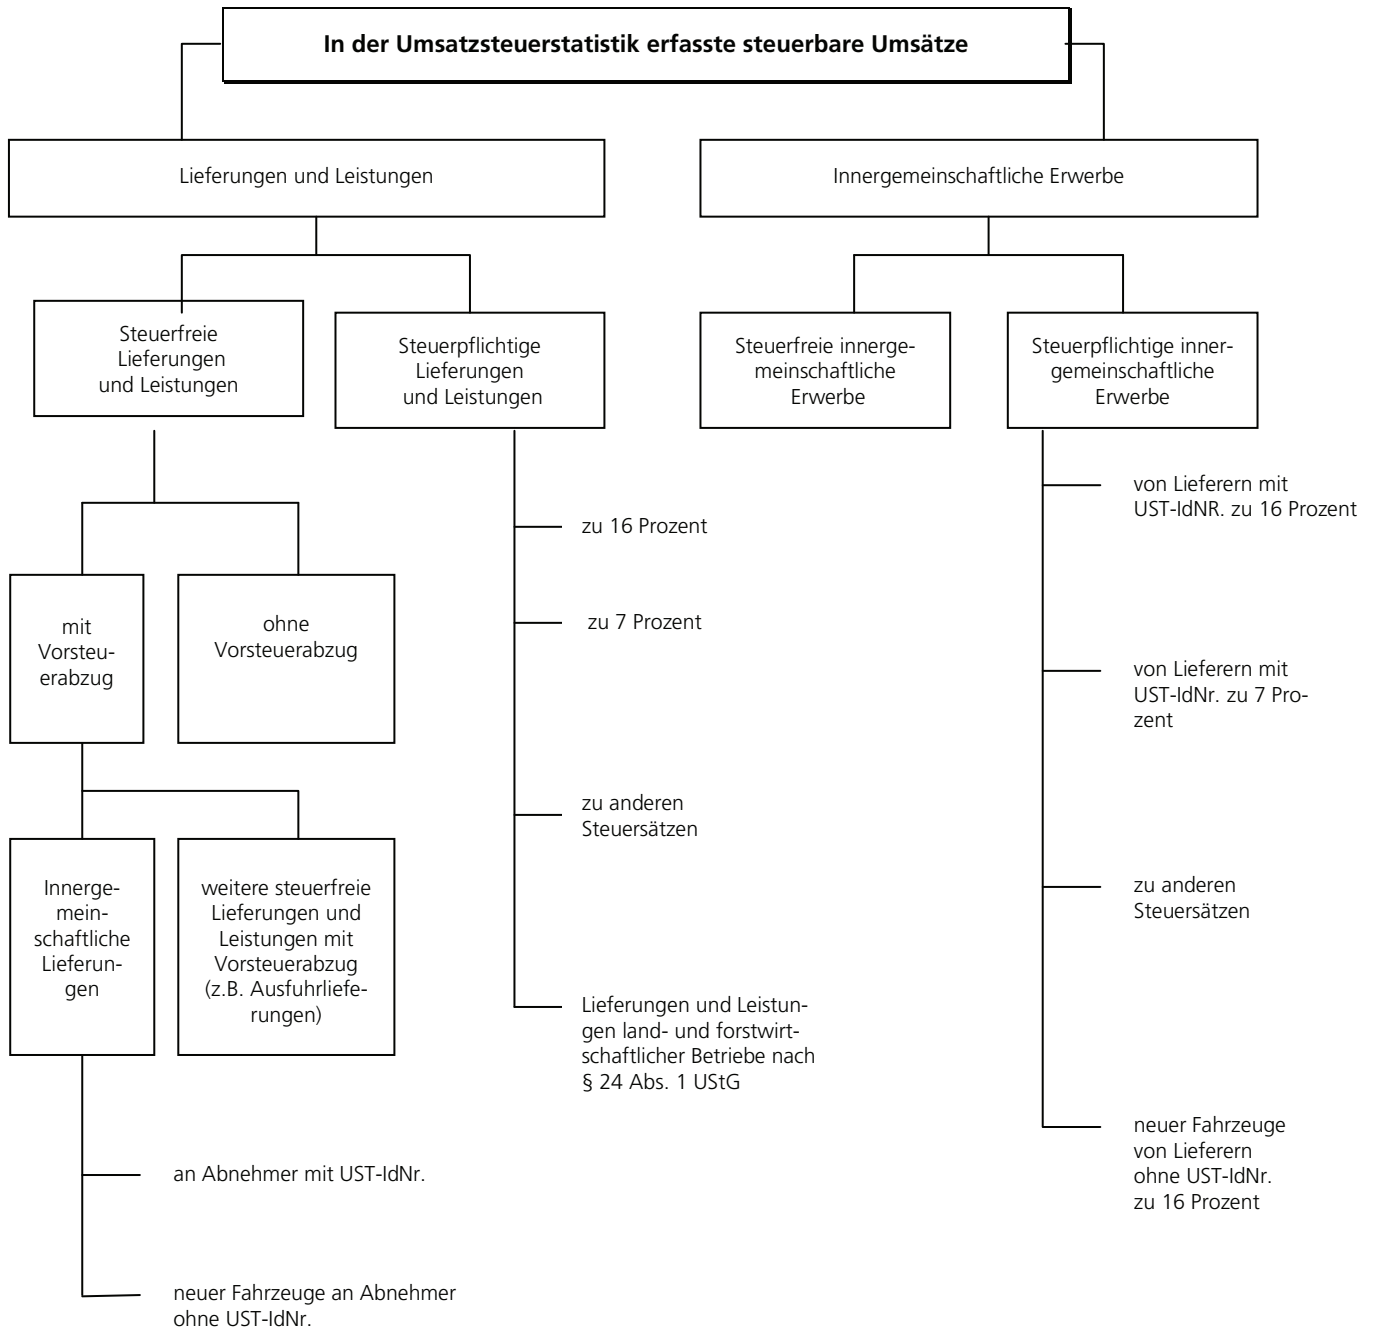 In der Umsatzsteuerstatistik erfasste steuerbare Umsätze
Lieferungen und Leistungen
Innergemeinschaftliche Erwerbe
Steuerfreie
Lieferungen
und Leistungen
Steuerpflichtige
Lieferungen
und Leistungen
Steuerfreie innerge-
meinschaftliche
Erwerbe
Steuerpflichtige inner-
gemeinschaftliche
Erwerbe
mit
Vorsteu-
erabzug
ohne
Vorsteuerabzug
Innerge-
mein-
schaftliche
Lieferun-
gen
weitere steuerfreie
Lieferungen und
Leistungen mit
Vorsteuerabzug
(z.B. Ausfuhrliefe-
rungen)
an Abnehmer mit UST-IdNr.
neuer Fahrzeuge an Abnehmer
ohne UST-IdNr.
zu 16 Prozent
zu 7 Prozent
zu anderen
Steuersätzen
Lieferungen und Leistun-
gen land- und forstwirt-
schaftlicher Betriebe nach
§ 24 Abs. 1 UStG
von Lieferern mit
UST-IdNR. zu 16 Prozent
von Lieferern mit
UST-IdNr. zu 7 Pro-
zent
zu anderen
Steuersätzen
neuer Fahrzeuge
von Lieferern
ohne UST-IdNr.
zu 16 Prozent